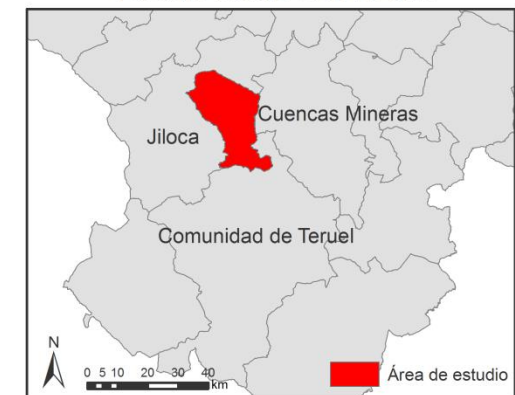 Cuencas Mineras
Jiloca
Comunidad de Teruel
N
0 5 10 20 30 40
km
Área de estudio